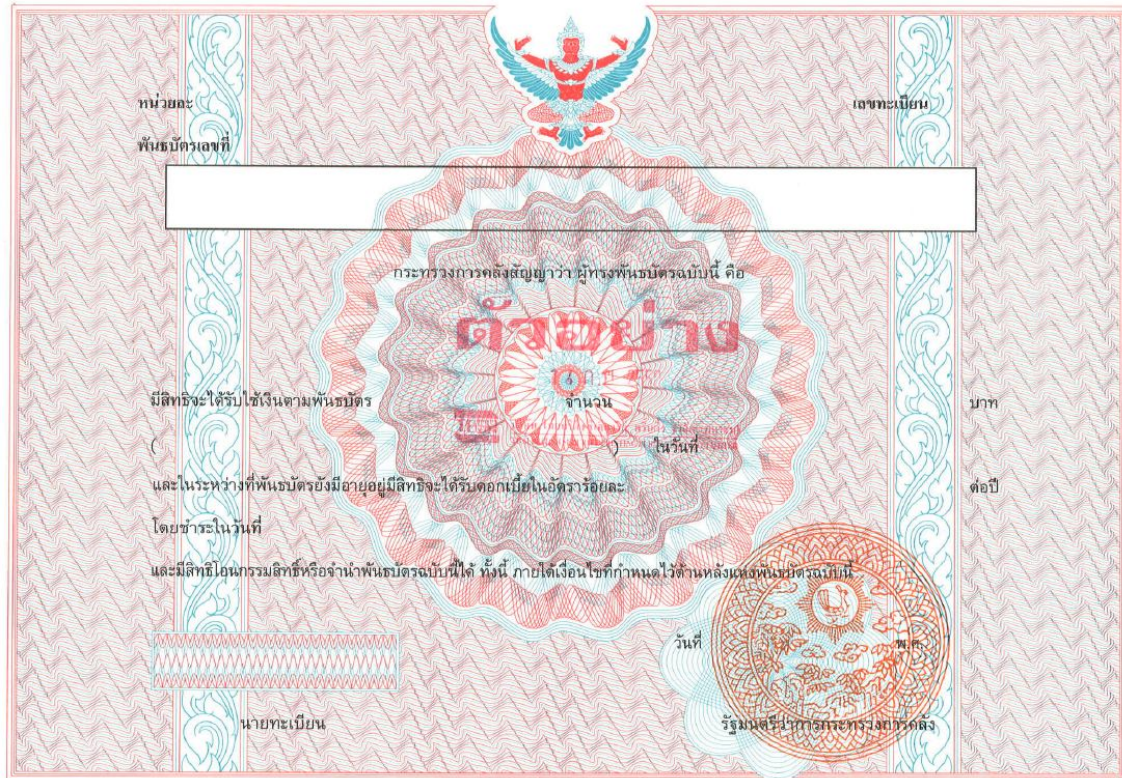 หน่วยละ เลขทะเบียน
พันธบัตรเลขที่
กระทรวงการคลังสัญญาว่า ผู้ทรงพันธบัตรฉบับนี้ คือ
ตัวอย่าง
มีสิทธิจะได้รับใช้เงินตามพันธบัตร จำนวน บาท
( ) ในวันที่
และในระหว่างที่พันธบัตรยังมีอายุอยู่มีสิทธิจะได้รับดอกเบี้ยในอัตราร้อยละ ต่อปี
โดยชำระในวันที่
และมีสิทธิโอนกรรมสิทธิ์หรือจำนำพันธบัตรฉบับนี้ได้ ทั้งนี้ ภายใต้เงื่อนไขที่กำหนดไว้ด้านหลังแห่งพันธบัตรฉบับนี้
วันที่ พ.ศ.
นายทะเบียน รัฐมนตรีว่าการกระทรวงการคลัง